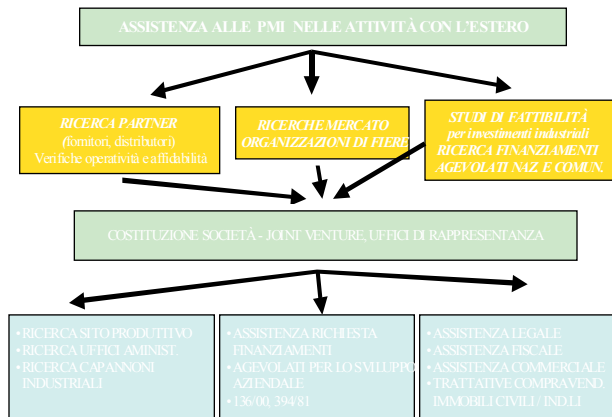 ASSISTENZA ALLE PMI NELLE ATTIVITÀ CON L'ESTERO
RICERCA PARTNER
(fornitori, distributori)
Verifiche operatività e affidabilità
RICERCHE MERCATO
ORGANIZZAZIONI DI FIERE
STUDI DI FATTIBILITÀ
per investimenti industriali
RICERCA FINANZIAMENTI
AGEVOLATI NAZ. E COMUN.
COSTITUZIONE SOCIETÀ - JOINT VENTURE, UFFICI DI RAPPRESENTANZA
• RICERCA SITO PRODUTTIVO
• RICERCA UFFICI AMINIST.
• RICERCA CAPANNONI
INDUSTRIALI
• ASSISTENZA RICHIESTA
FINANZIAMENTI
• AGEVOLATI PER LO SVILUPPO
AZIENDALE
• 136/00, 394/81
• ASSISTENZA LEGALE
• ASSISTENZA FISCALE
• ASSISTENZA COMMERCIALE
• TRATTATIVE COMPRAVEND.
IMMOBILI CIVILI / IND.LI